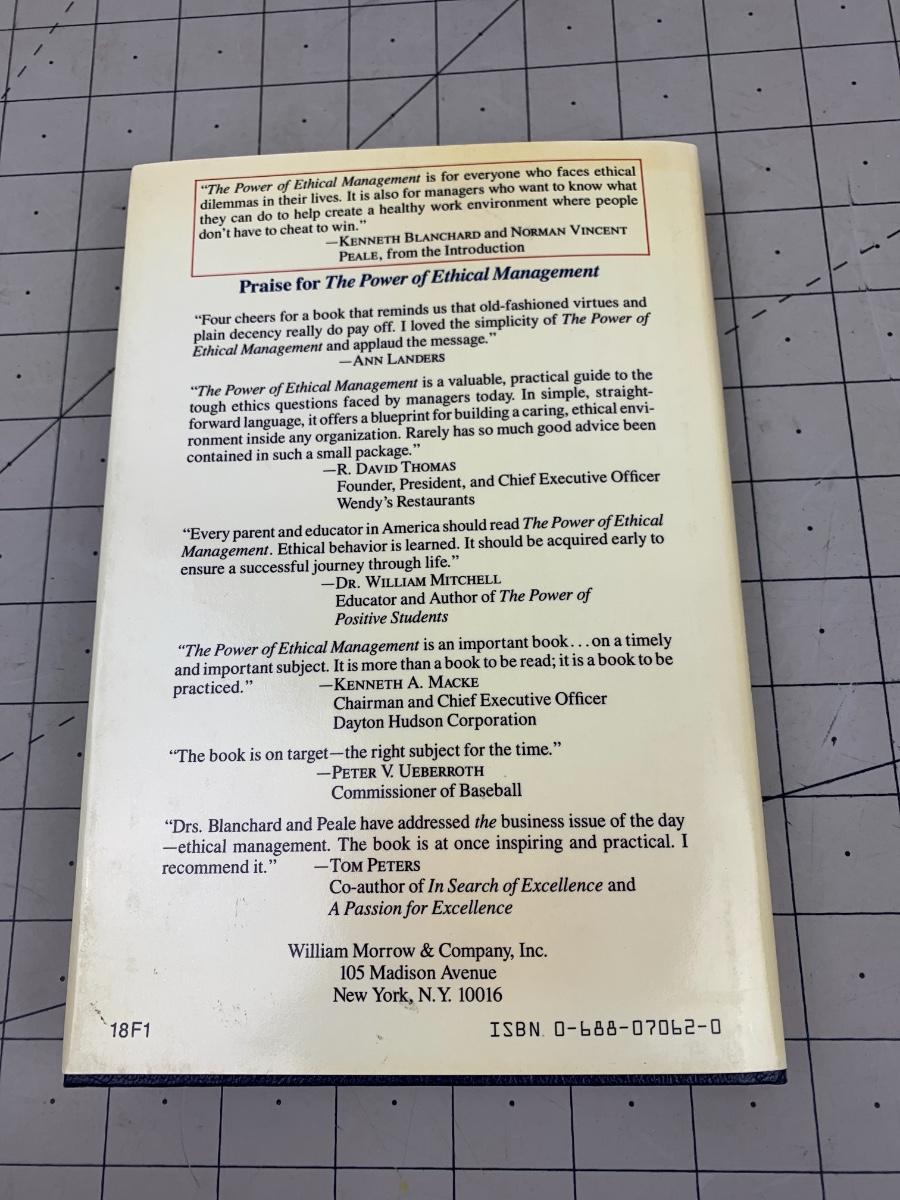 “The Power of Ethical Management is for everyone who faces ethical
dilemmas in their lives. It is also for managers who want to know what
they can do to help create a healthy work environment where people
don’t have to cheat to win.”
—KENNETH BLANCHARD and NORMAN VINCENT
PEALE, from the Introduction
Praise for The Power of Ethical Management
“Four cheers for a book that reminds us that old-fashioned virtues and
plain decency really do pay off. I loved the simplicity of The Power of
Ethical Management and applaud the message.”
—ANN LANDERS
“The Power of Ethical Management is a valuable, practical guide to the
tough ethics questions faced by managers today. In simple, straight-
forward language, it offers a blueprint for building a caring, ethical envi-
ronment inside any organization. Rarely has so much good advice been
contained in such a small package.”
—R. DAVID THOMAS
Founder, President, and Chief Executive Officer
Wendy’s Restaurants
“Every parent and educator in America should read The Power of Ethical
Management. Ethical behavior is learned. It should be acquired early to
ensure a successful journey through life.”
—DR. WILLIAM MITCHELL
Educator and Author of The Power of
Positive Students
“The Power of Ethical Management is an important book...on a timely
and important subject. It is more than a book to be read; it is a book to be
practiced.” —KENNETH A. MACKE
Chairman and Chief Executive Officer
Dayton Hudson Corporation
“The book is on target—the right subject for the time.”
—PETER V. UEBERROTH
Commissioner of Baseball
“Drs. Blanchard and Peale have addressed the business issue of the day
—ethical management. The book is at once inspiring and practical. I
recommend it.” —TOM PETERS
Co-author of In Search of Excellence and
A Passion for Excellence
William Morrow & Company, Inc.
105 Madison Avenue
New York, N.Y. 10016
18F1 ISBN 0-688-07062-0